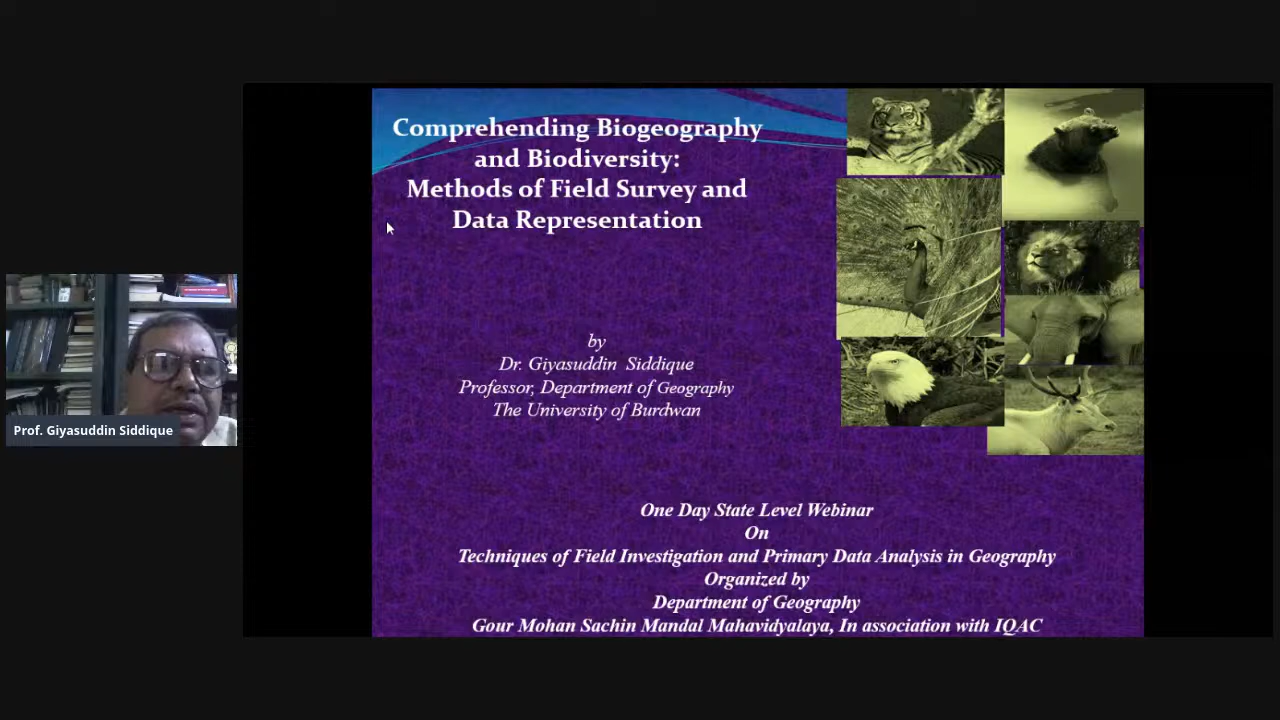 Comprehending Biogeography
and Biodiversity:
Methods of Field Survey and
Data Representation
by
Dr. Giyasuddin Siddique
Professor, Department of Geography
The University of Burdwan
One Day State Level Webinar
On
Techniques of Field Investigation and Primary Data Analysis in Geography
Organized by
Department of Geography
Gour Mohan Sachin Mandal Mahavidyalaya, In association with IQAC
Prof. Giyasuddin Siddique